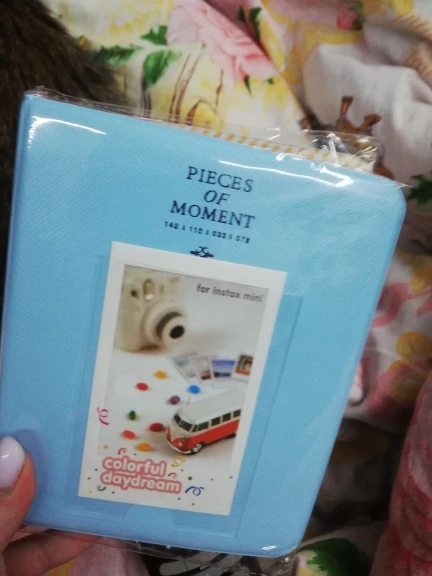 PIECES
OF
MOMENT
for instax mini
colorful
daydream